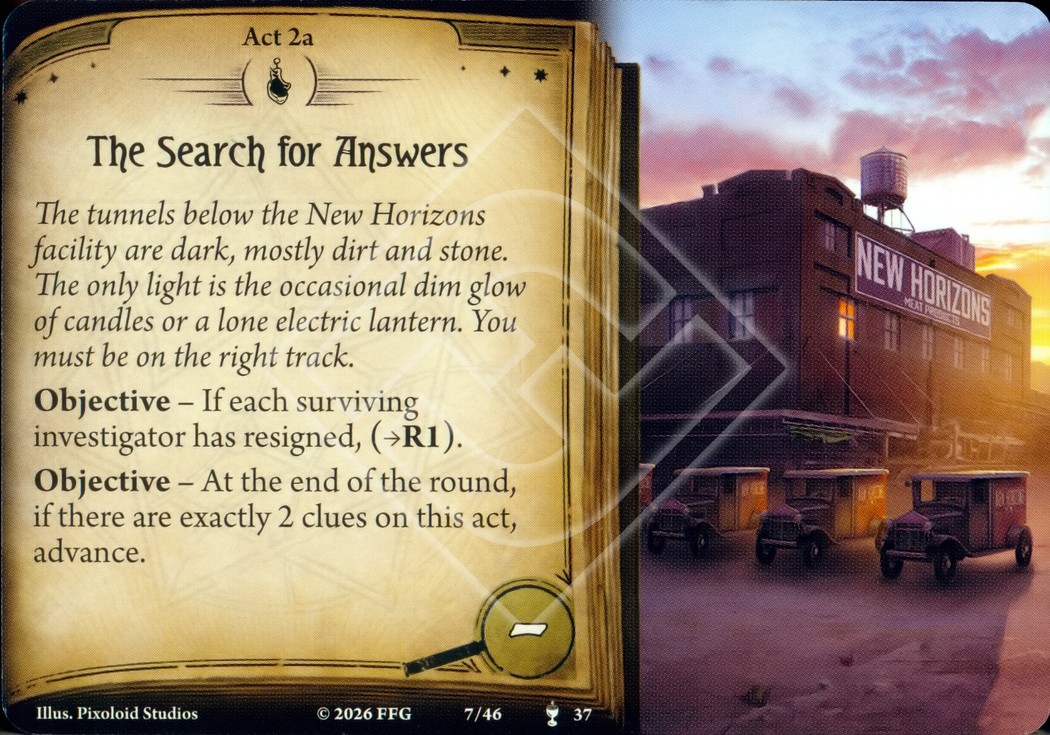 Act 2a
The Search for Answers
The tunnels below the New Horizons
facility are dark, mostly dirt and stone.
The only light is the occasional dim glow
of candles or a lone electric lantern. You
must be on the right track.
Objective – If each surviving
investigator has resigned, (→R1).
Objective – At the end of the round,
if there are exactly 2 clues on this act,
advance.
–
NEW HORIZONS
MEAT PRODUCTS
Illus. Pixoloid Studios © 2026 FFG 7/46 37